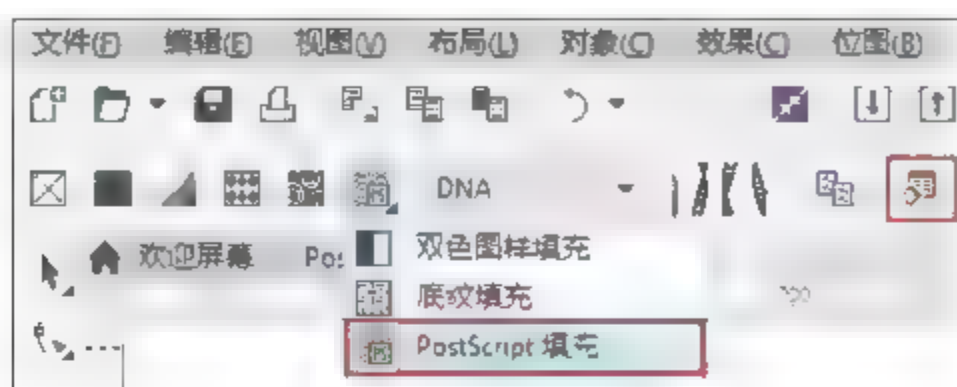 文件(F) 编辑(E) 视图(V) 布局(L) 对象(C) 效果(C) 位图(B)
DNA
欢迎屏幕 Pos
双色图样填充
底纹填充
PostScript 填充